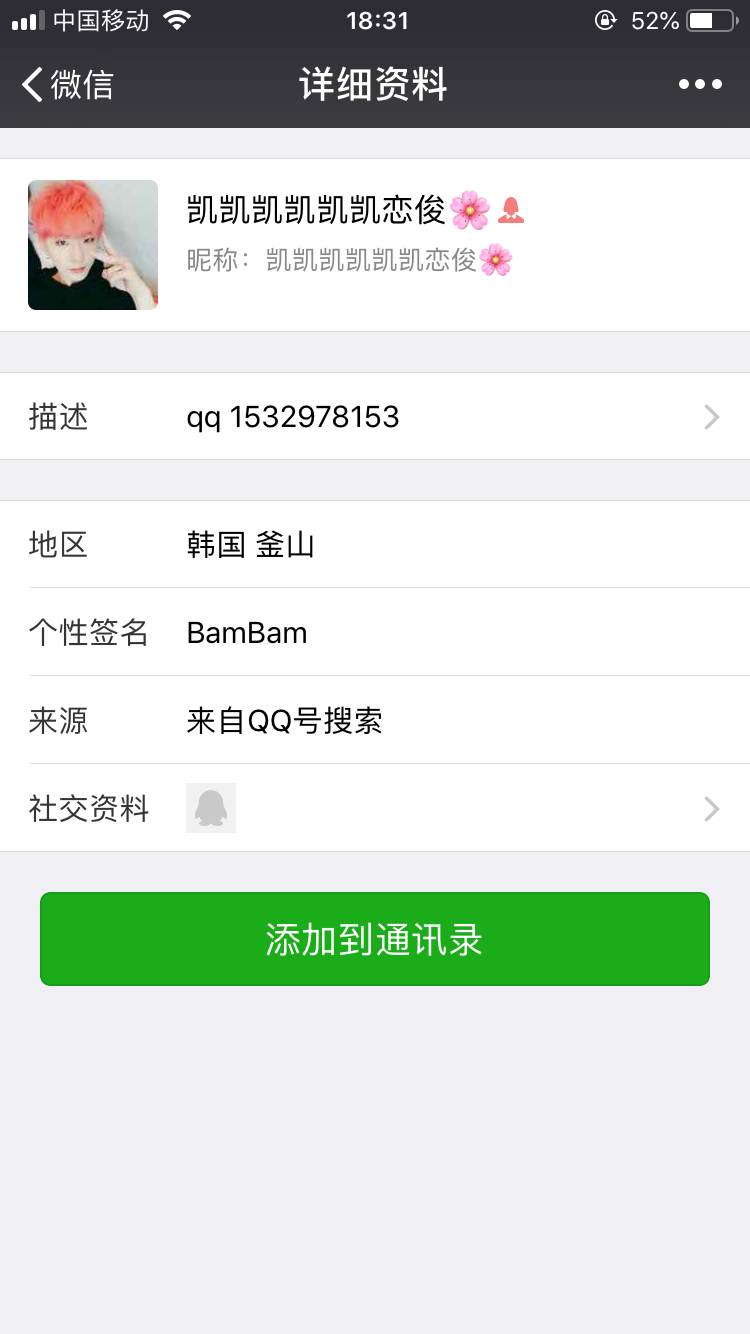 中国移动 18:31 52%
微信 详细资料
凯凯凯凯凯凯恋俊🌸
昵称：凯凯凯凯凯凯恋俊🌸
描述 qq 1532978153
地区 韩国 釜山
个性签名 BamBam
来源 来自QQ号搜索
社交资料
添加到通讯录